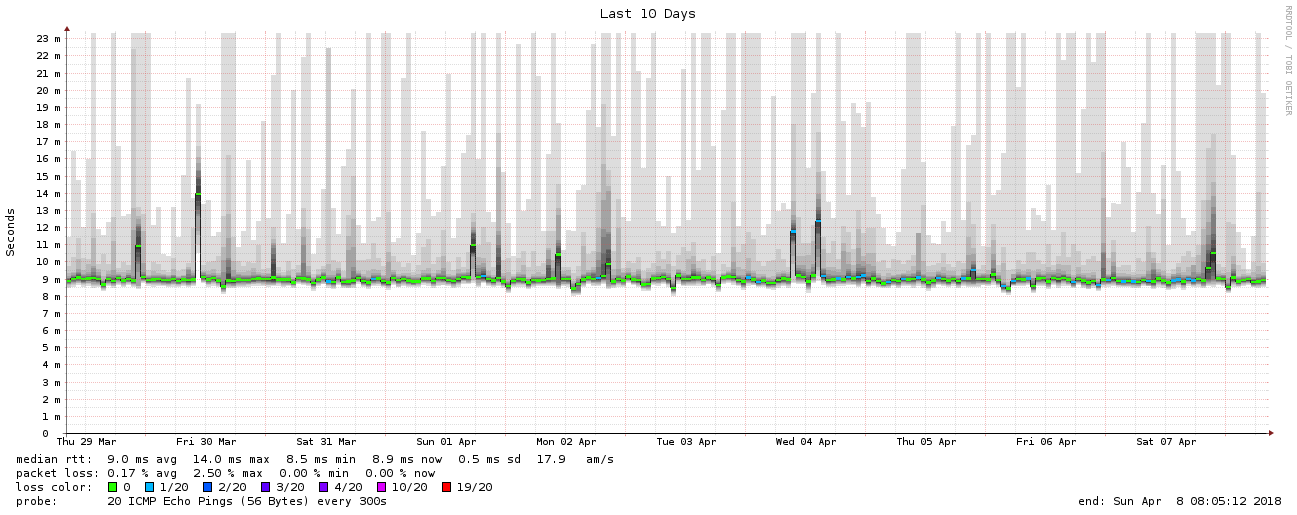 Last 10 Days
RRDTOOL / TOBI OETIKER
Seconds
23 m
22 m
21 m
20 m
19 m
18 m
17 m
16 m
15 m
14 m
13 m
12 m
11 m
10 m
9 m
8 m
7 m
6 m
5 m
4 m
3 m
2 m
1 m
0
Thu 29 Mar Fri 30 Mar Sat 31 Mar Sun 01 Apr Mon 02 Apr Tue 03 Apr Wed 04 Apr Thu 05 Apr Fri 06 Apr Sat 07 Apr
median rtt: 9.0 ms avg 14.0 ms max 8.5 ms min 8.9 ms now 0.5 ms sd 17.9 am/s
packet loss: 0.17 % avg 2.50 % max 0.00 % min 0.00 % now
loss color: 0 1/20 2/20 3/20 4/20 10/20 19/20
probe: 20 ICMP Echo Pings (56 Bytes) every 300s end: Sun Apr 8 08:05:12 2018